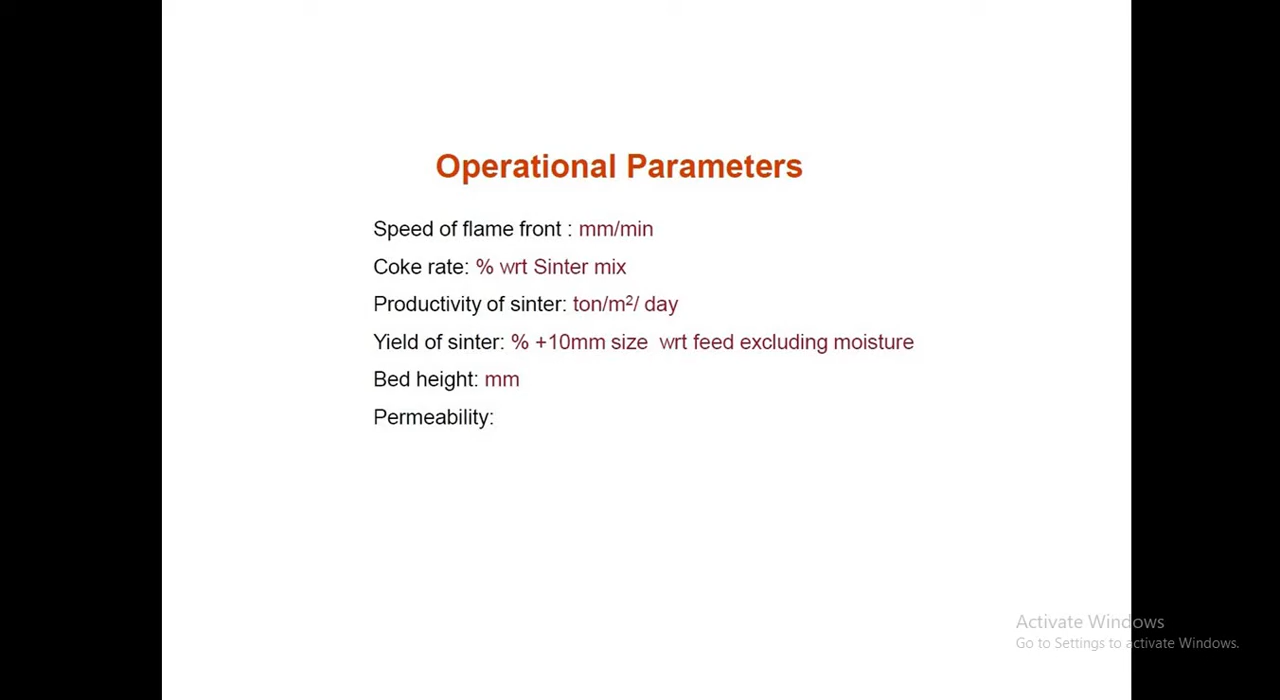 Operational Parameters
Speed of flame front : mm/min
Coke rate: % wrt Sinter mix
Productivity of sinter: ton/m²/ day
Yield of sinter: % +10mm size  wrt feed excluding moisture
Bed height: mm
Permeability:
Activate Windows
Go to Settings to activate Windows.